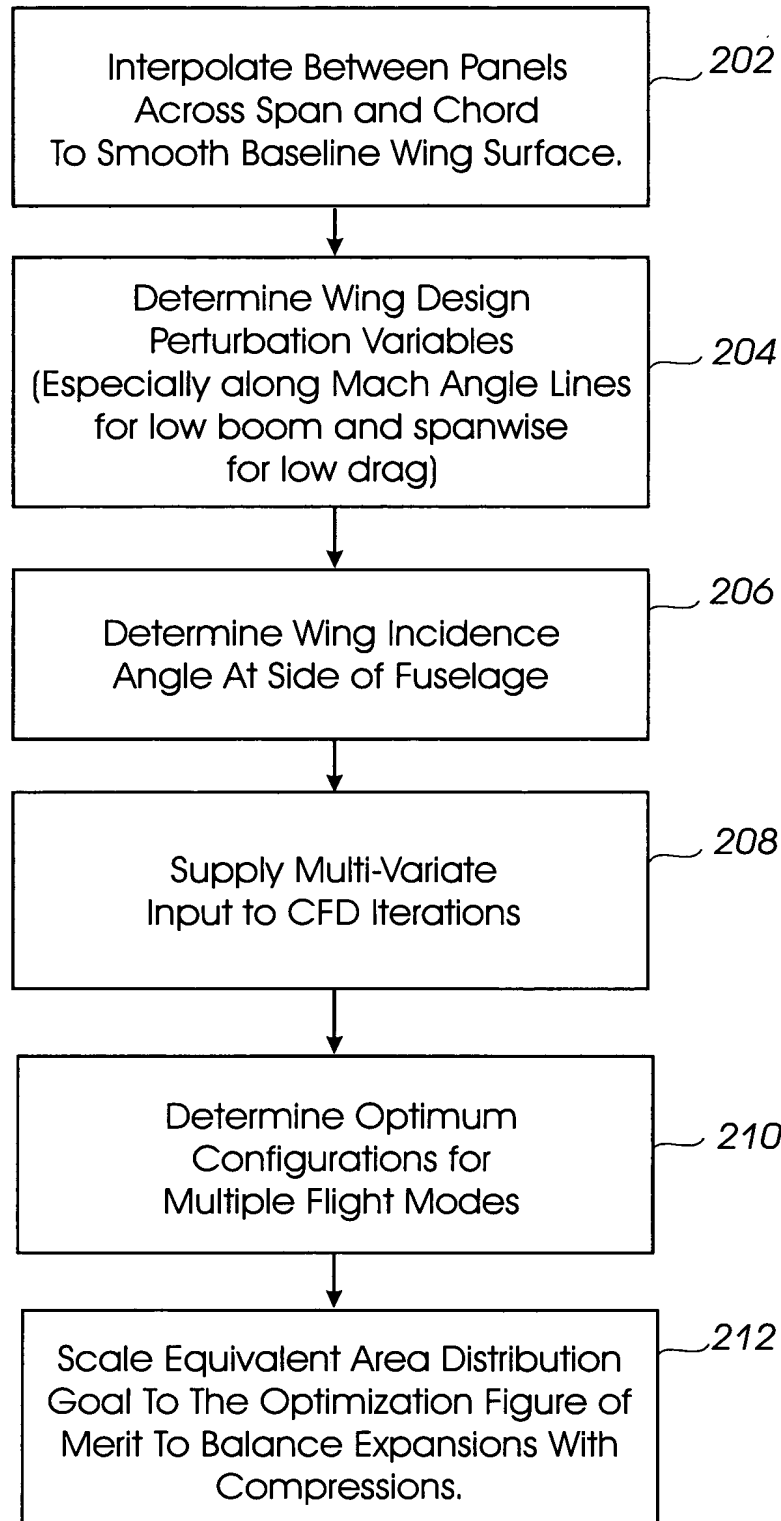 Interpolate Between Panels
Across Span and Chord
To Smooth Baseline Wing Surface.
202
Determine Wing Design
Perturbation Variables
(Especially along Mach Angle Lines
for low boom and spanwise
for low drag)
204
Determine Wing Incidence
Angle At Side of Fuselage
206
Supply Multi-Variate
Input to CFD Iterations
208
Determine Optimum
Configurations for
Multiple Flight Modes
210
Scale Equivalent Area Distribution
Goal To The Optimization Figure of
Merit To Balance Expansions With
Compressions.
212